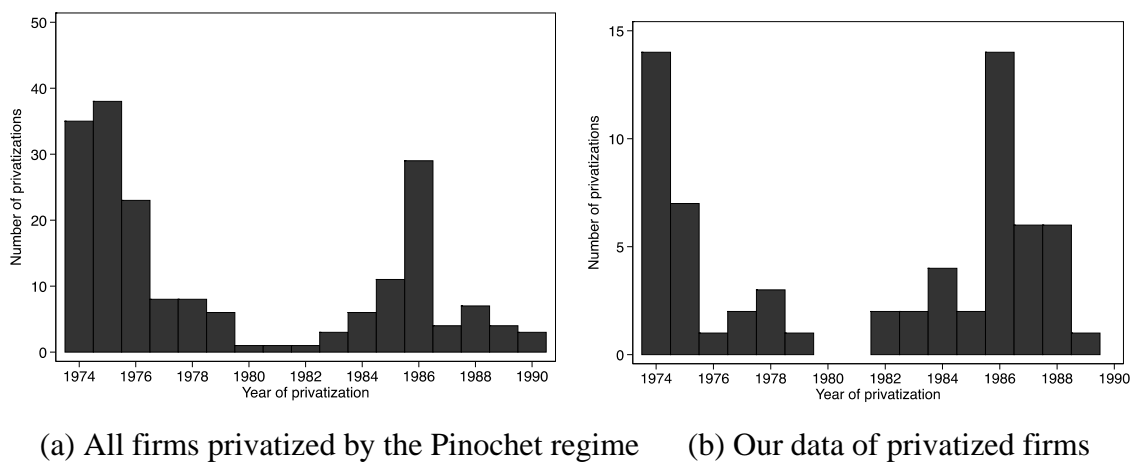 50
40
30
20
10
0
Number of privatizations
1974 1976 1978 1980 1982 1984 1986 1988 1990
Year of privatization
(a) All firms privatized by the Pinochet regime
15
10
5
0
Number of privatizations
1974 1976 1978 1980 1982 1984 1986 1988 1990
Year of privatization
(b) Our data of privatized firms